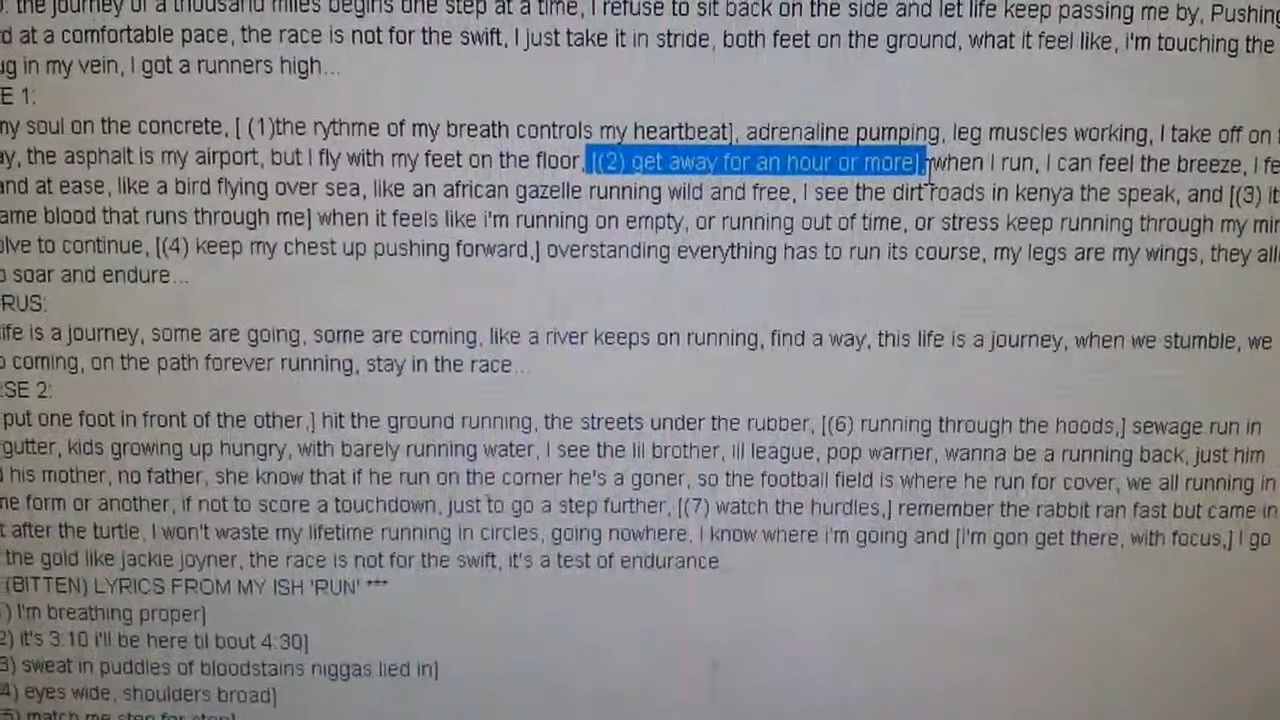 the journey of a thousand miles begins one step at a time, I refuse to sit back on the side and let life keep passing me by, Pushing
d at a comfortable pace, the race is not for the swift, I just take it in stride, both feet on the ground, what it feel like, i'm touching the
ug in my vein, I got a runners high...
E 1:
ny soul on the concrete, [ (1)the rythme of my breath controls my heartbeat], adrenaline pumping, leg muscles working, I take off on
ay, the asphalt is my airport, but I fly with my feet on the floor, [(2) get away for an hour or more], when I run, I can feel the breeze, I fe
and at ease, like a bird flying over sea, like an african gazelle running wild and free, I see the dirt roads in kenya the speak, and [(3) it
ame blood that runs through me] when it feels like i'm running on empty, or running out of time, or stress keep running through my min
olve to continue, [(4) keep my chest up pushing forward,] overstanding everything has to run its course, my legs are my wings, they all
o soar and endure...
RUS:
ife is a journey, some are going, some are coming, like a river keeps on running, find a way, this life is a journey, when we stumble, we
p coming, on the path forever running, stay in the race...
SE 2:
put one foot in front of the other,] hit the ground running, the streets under the rubber, [(6) running through the hoods,] sewage run in
gutter, kids growing up hungry, with barely running water, I see the lil brother, lil league, pop warner, wanna be a running back, just him
d his mother, no father, she know that if he run on the corner he's a goner, so the football field is where he run for cover, we all running in
ne form or another, if not to score a touchdown, just to go a step further, [(7) watch the hurdles,] remember the rabbit ran fast but came in
t after the turtle, I won't waste my lifetime running in circles, going nowhere, I know where i'm going and [i'm gon get there, with focus,] I go
the gold like jackie joyner, the race is not for the swift, it's a test of endurance
(BITTEN) LYRICS FROM MY ISH 'RUN' ***
) I'm breathing proper]
2) it's 3:10 i'll be here til bout 4:30]
3) sweat in puddles of bloodstains niggas lied in]
4) eyes wide, shoulders broad]
5) match me step for step]